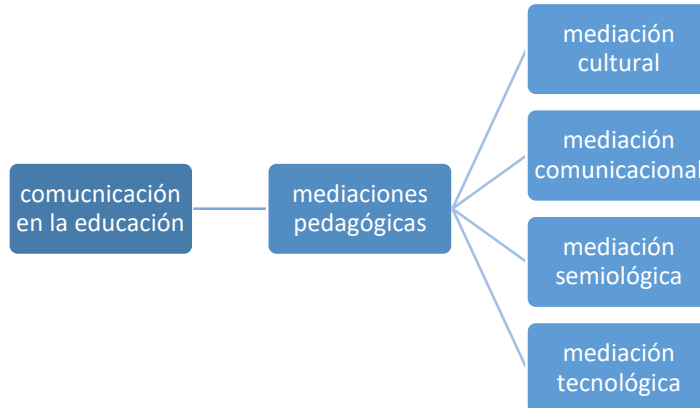 comucnicación
en la educación
mediaciones
pedagógicas
mediación
cultural
mediación
comunicacional
mediación
semiológica
mediación
tecnológica